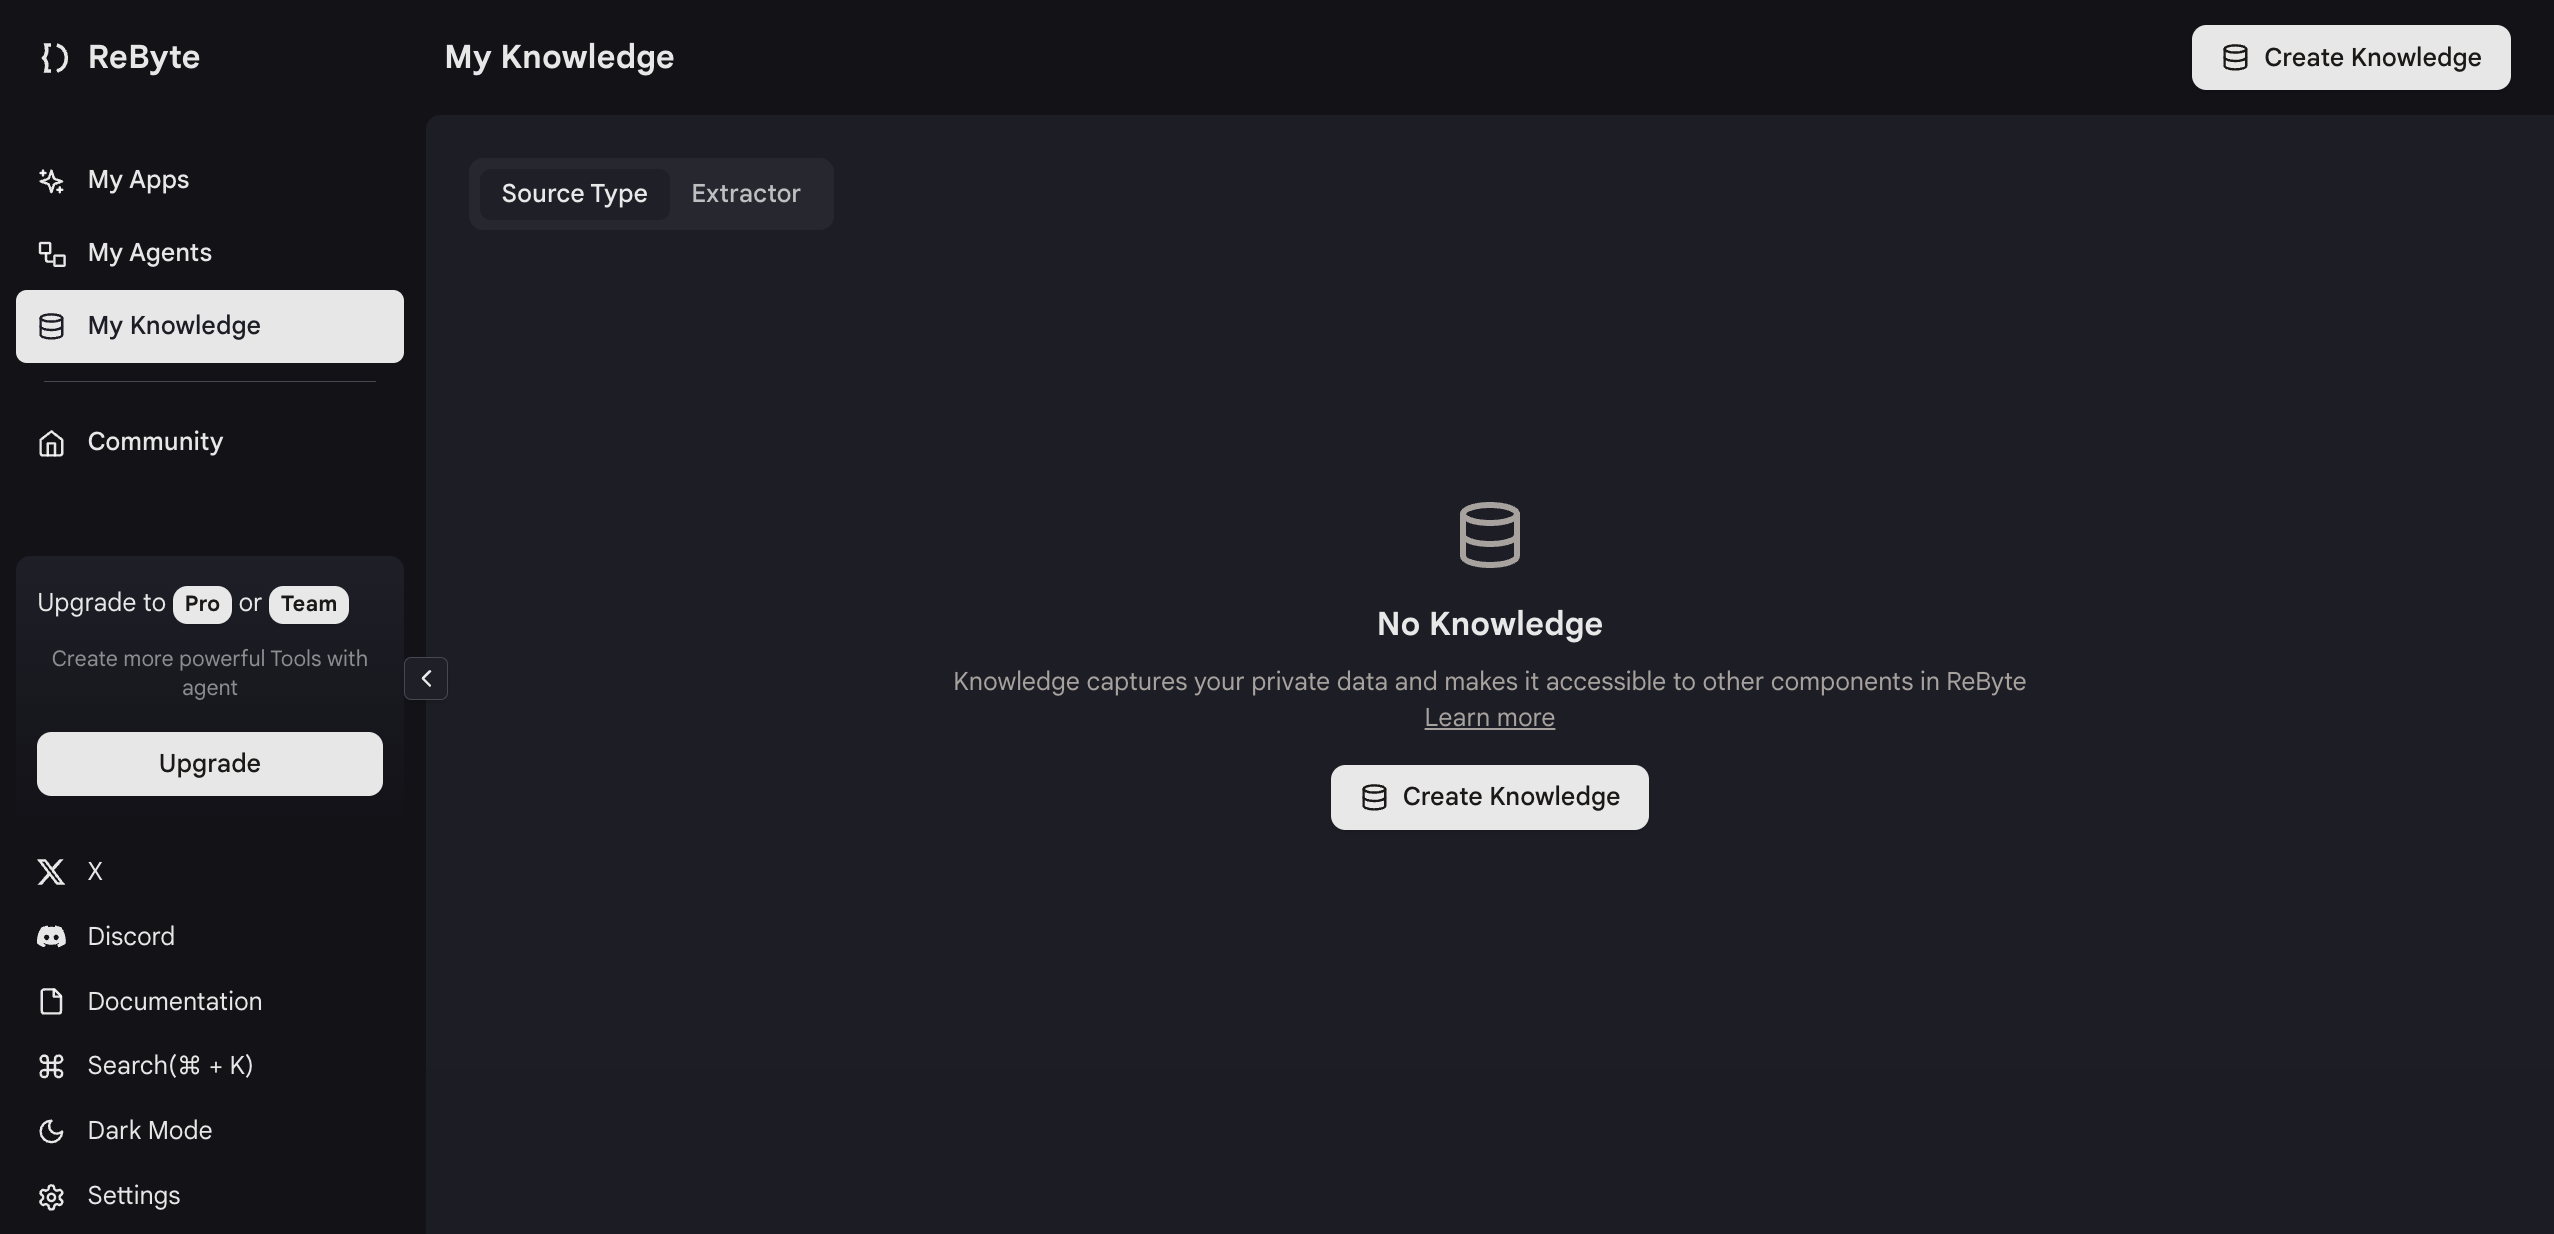 ReByte
My Apps
My Agents
My Knowledge
Community
Upgrade to Pro or Team
Create more powerful Tools with
agent
Upgrade
X
Discord
Documentation
Search(⌘ + K)
Dark Mode
Settings
My Knowledge
Create Knowledge
Source Type
Extractor
No Knowledge
Knowledge captures your private data and makes it accessible to other components in ReByte
Learn more
Create Knowledge